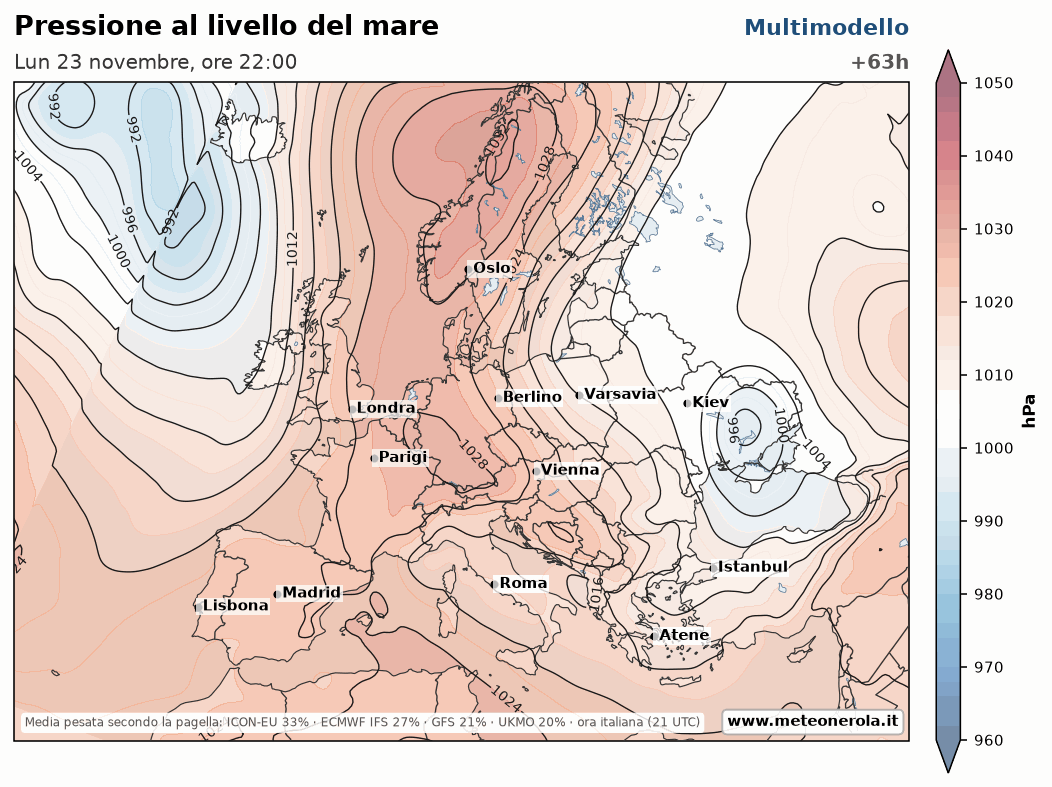 Pressione al livello del mare
Multimodello
Lun 23 novembre, ore 22:00
+63h
1050
1040
1030
1020
1010
1000
990
980
970
960
hPa
992
992
992
996
1000
1004
1012
1028
1028
996
1000
1004
1016
1024
Oslo
Londra
Berlino
Varsavia
Kiev
Parigi
Vienna
Istanbul
Roma
Madrid
Lisbona
Atene
Media pesata secondo la pagella: ICON-EU 33% · ECMWF IFS 27% · GFS 21% · UKMO 20% · ora italiana (21 UTC)
www.meteonerola.it